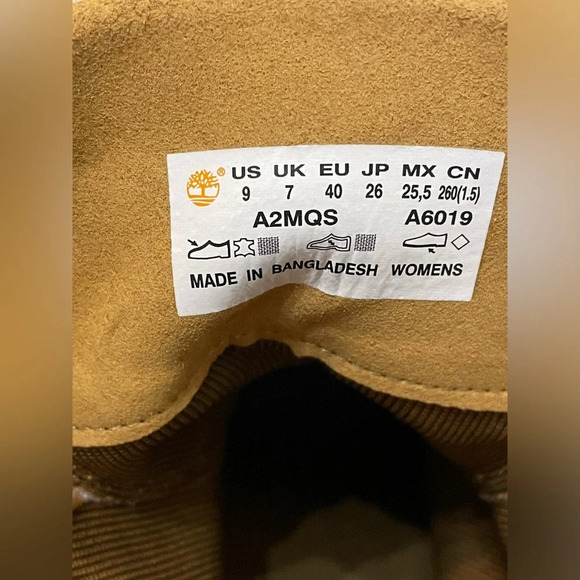 ® US UK EU JP MX CN
9 7 40 26 25,5 260(1.5)
A2MQS A6019
MADE IN BANGLADESH WOMENS